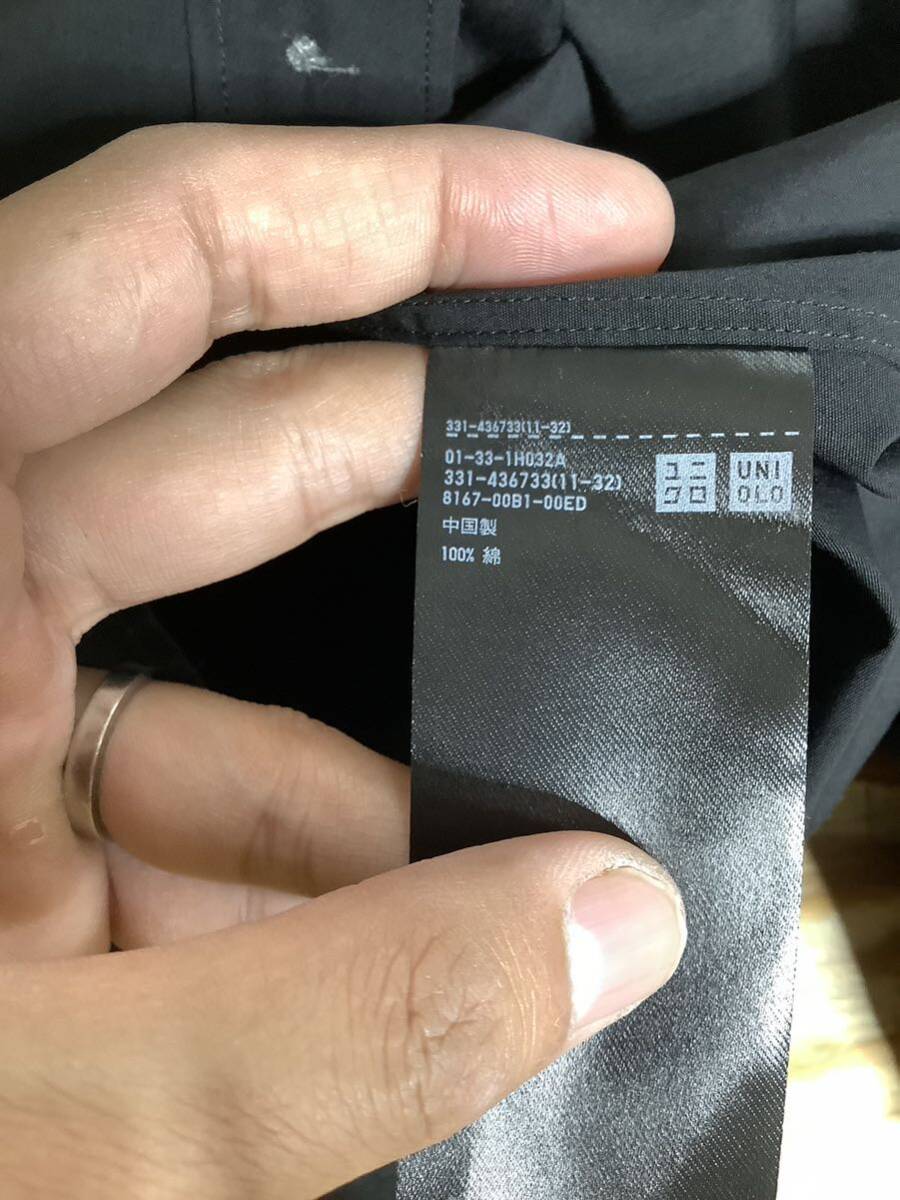 331-436733(11-32)
01-33-1H032A
331-436733(11-32)
8167-00B1-00ED
中国製
100% 綿
ユニ
クロ
UNI
QLO